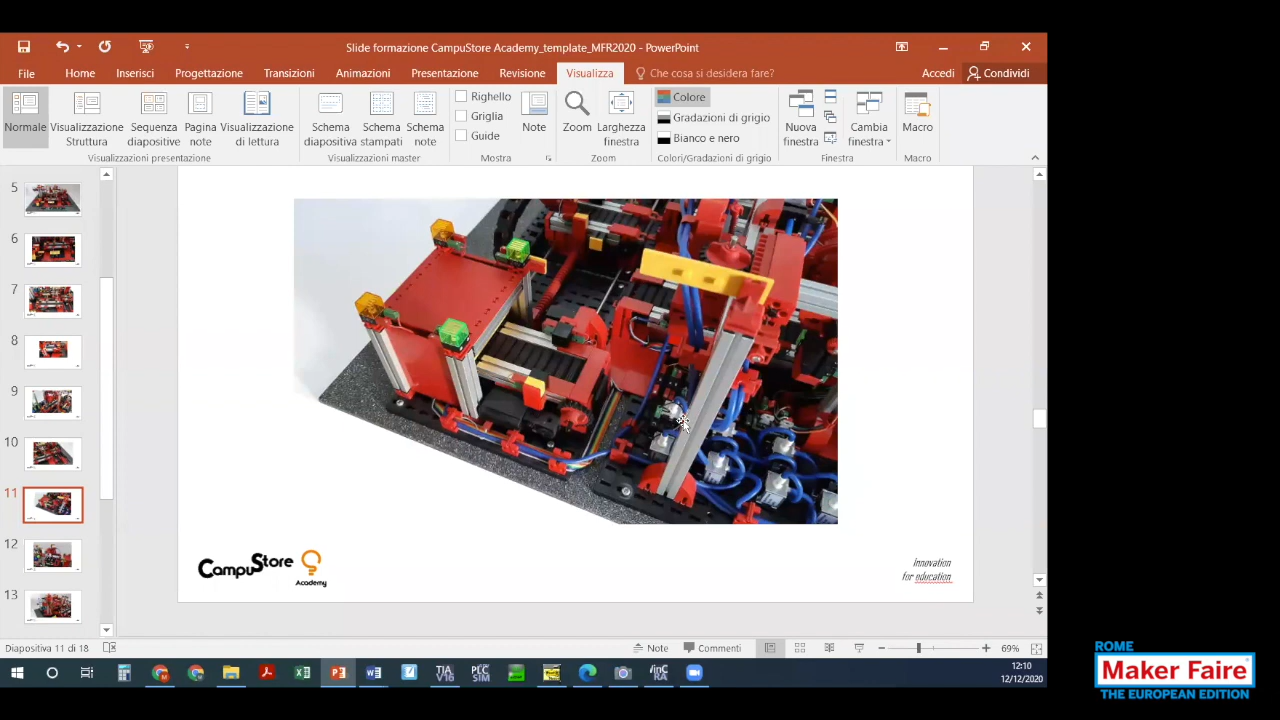 Slide formazione CampuStore Academy_template_MFR2020 - PowerPoint
File Home Inserisci Progettazione Transizioni Animazioni Presentazione Revisione Visualizza Che cosa si desidera fare? Accedi Condividi
Normale
Visualizzazione
Struttura
Sequenza
diapositive
Pagina
note
Visualizzazione
di lettura
Visualizzazioni presentazione
Schema
diapositiva
Schema
stampati
Schema
note
Visualizzazioni master
Righello
Griglia
Guide
Note
Mostra
Zoom
Larghezza
finestra
Zoom
Colore
Gradazioni di grigio
Bianco e nero
Colori/Gradazioni di grigio
Nuova
finestra
Cambia
finestra
Finestra
Macro
Macro
5
6
7
8
9
10
11
12
13
CampuStore
Academy
innovation
for education
Diapositiva 11 di 18
Note Commenti 69%
TIA
V16
PLC
SIM
12:10
12/12/2020
ROME
Maker Faire
THE EUROPEAN EDITION